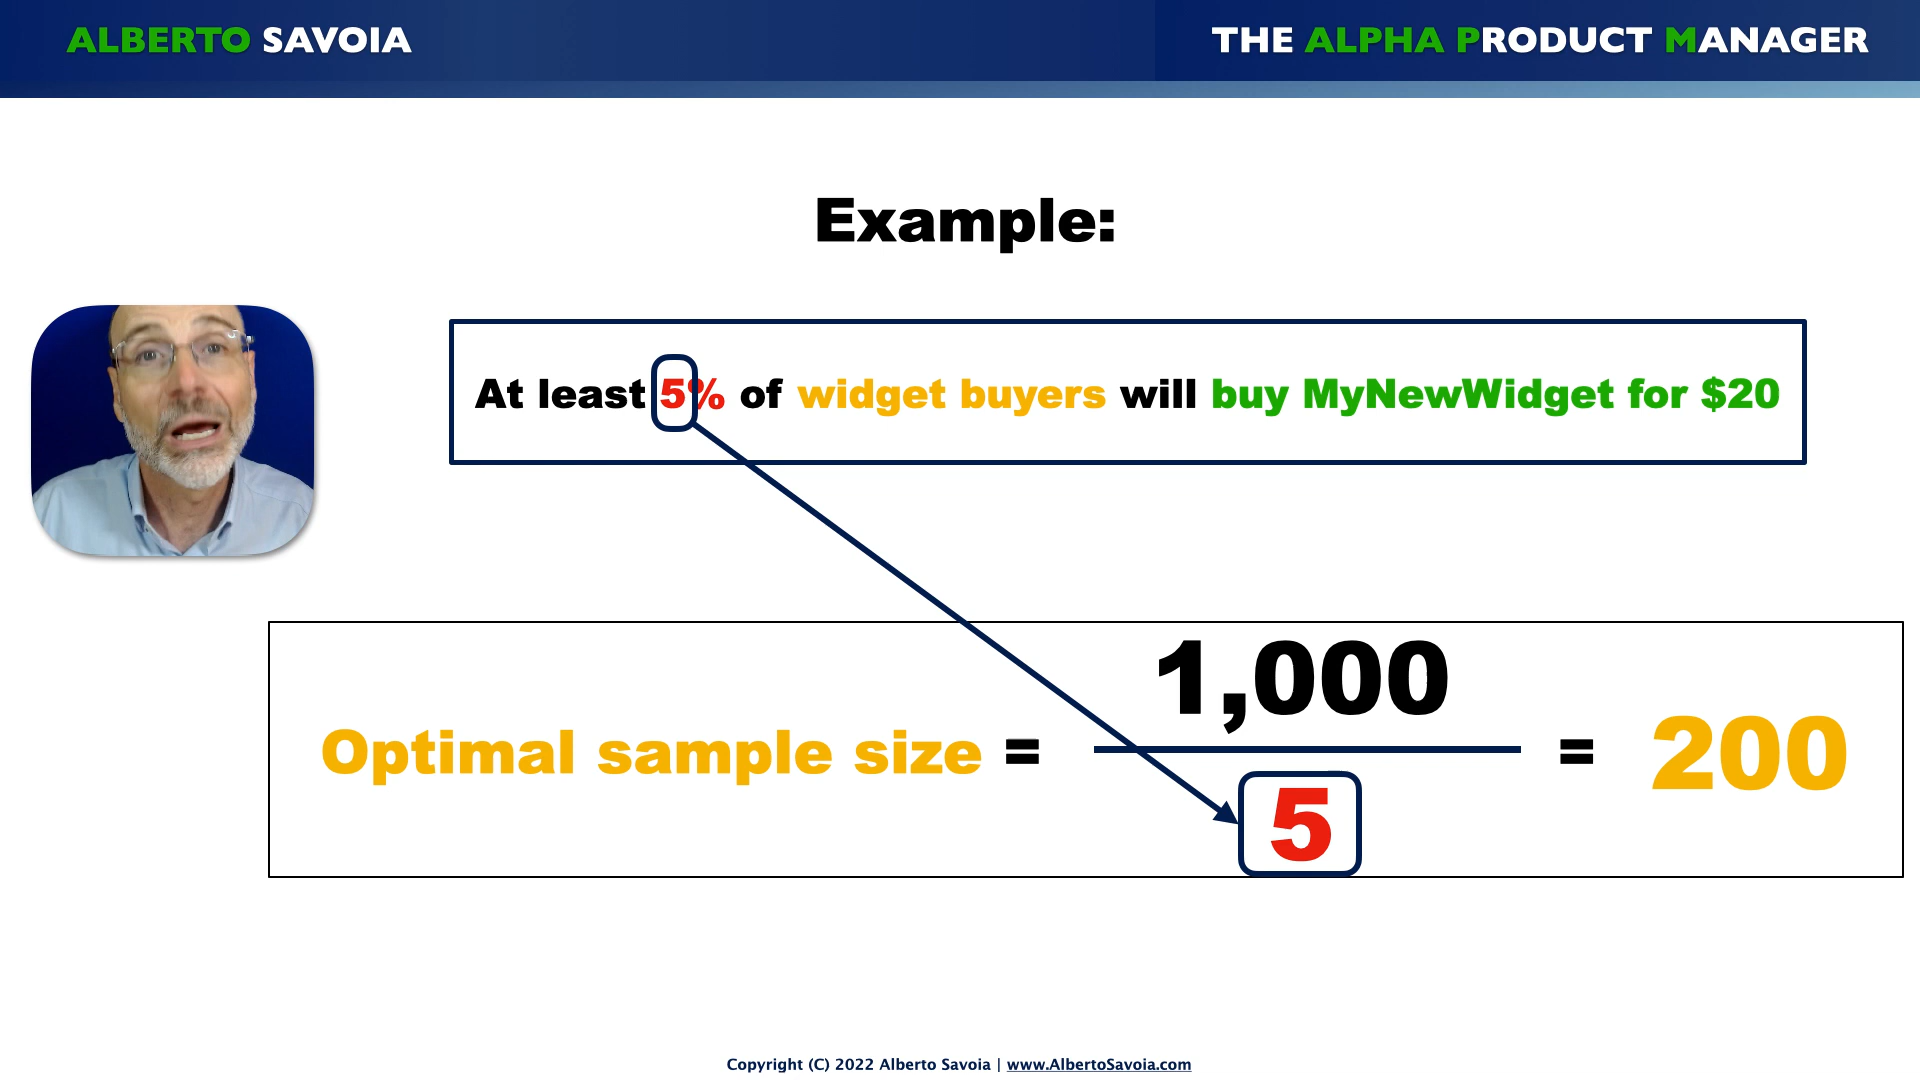 ALBERTO SAVOIA
THE ALPHA PRODUCT MANAGER
Example:
At least 5% of widget buyers will buy MyNewWidget for $20
1,000
Optimal sample size = = 200
5
Copyright (C) 2022 Alberto Savoia | www.AlbertoSavoia.com